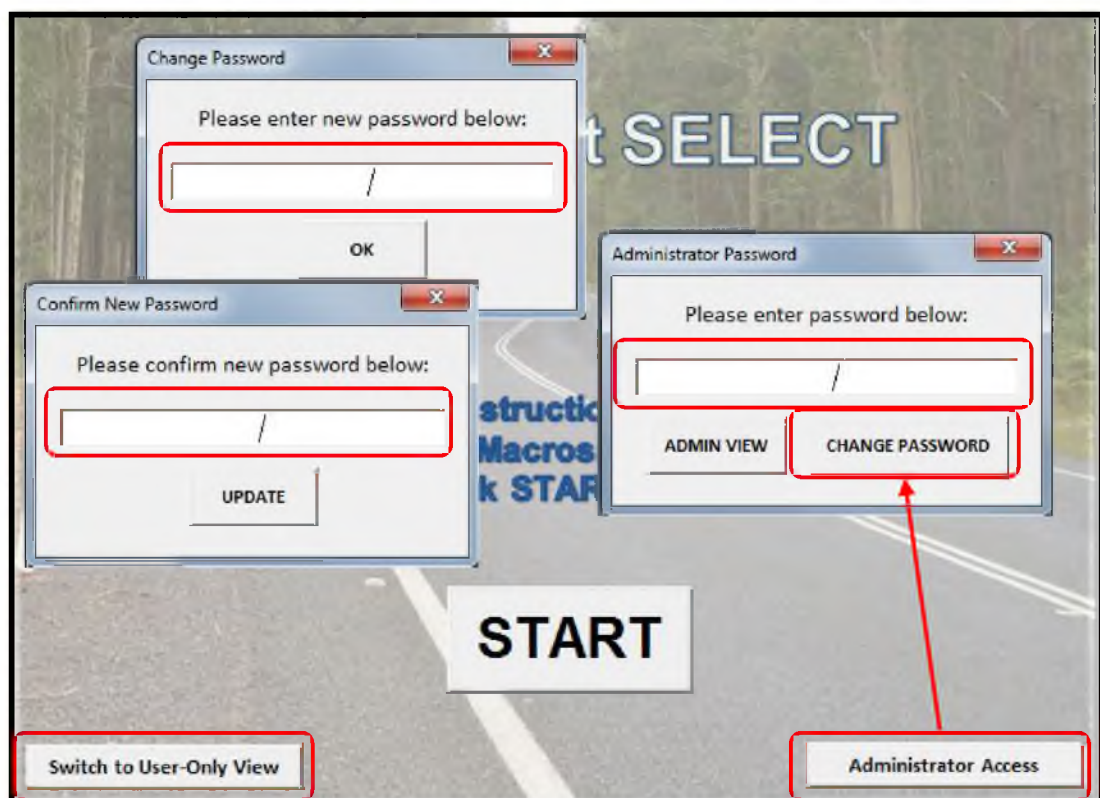 Change Password
Please enter new password below:
/
OK
t SELECT
Administrator Password
Please enter password below:
/
ADMIN VIEW
CHANGE PASSWORD
Confirm New Password
Please confirm new password below:
/
UPDATE
structic
Macros
k STAR
START
Switch to User-Only View
Administrator Access